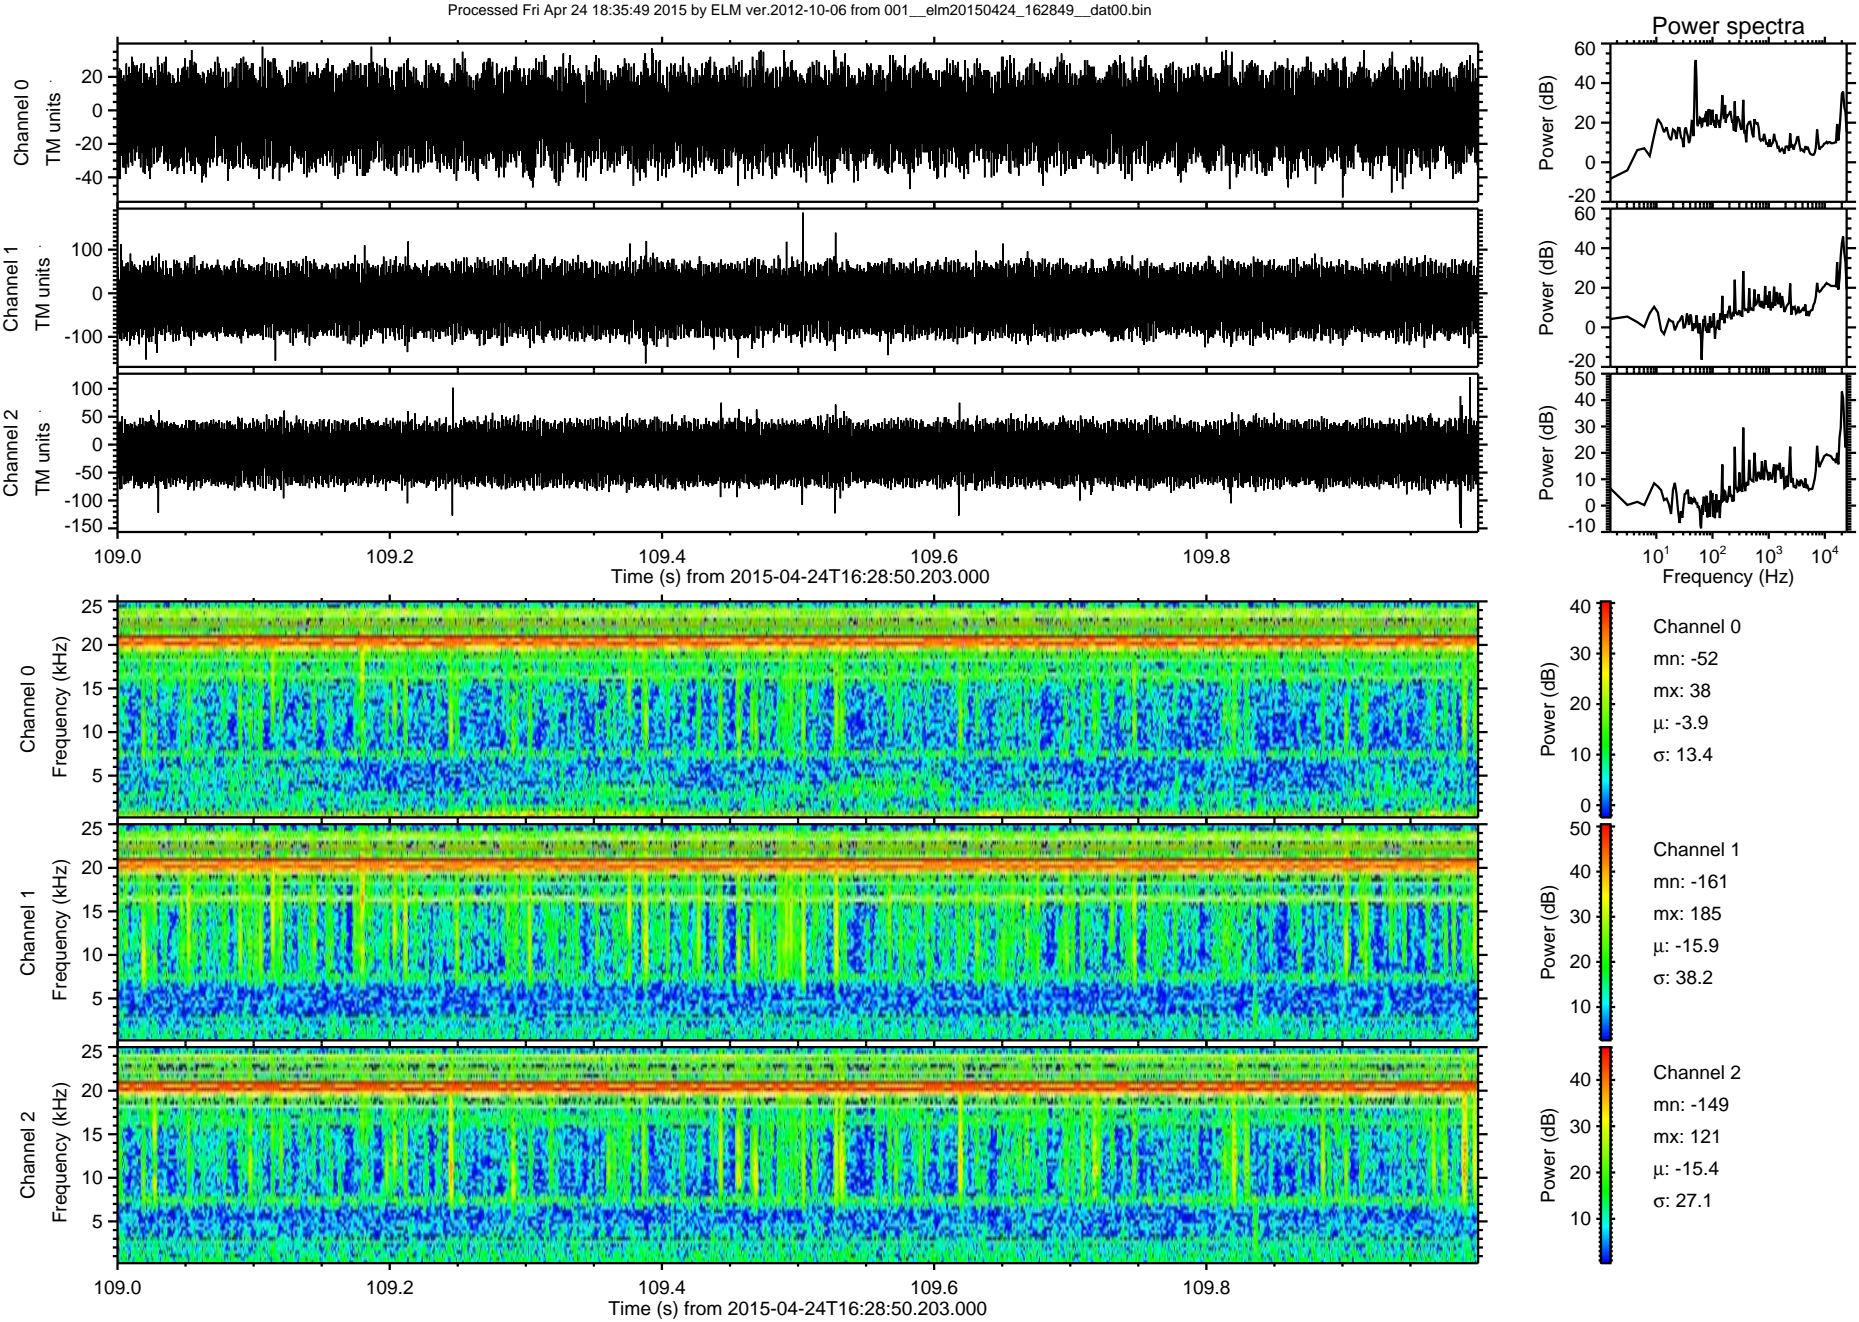 Processed Fri Apr 24 18:35:49 2015 by ELM ver.2012-10-06 from 001__elm20150424_162849__dat00.bin
Power spectra
Channel 0
TM units
20
0
-20
-40
Power (dB)
60
40
20
0
-20
Channel 1
TM units
100
0
-100
Power (dB)
60
40
20
0
-20
Channel 2
TM units
100
50
0
-50
-100
-150
Power (dB)
50
40
30
20
10
0
-10
109.0 109.2 109.4 109.6 109.8
Time (s) from 2015-04-24T16:28:50.203.000
10^1 10^2 10^3 10^4
Frequency (Hz)
Channel 0
Frequency (kHz)
25
20
15
10
5
Power (dB)
40
30
20
10
0
Channel 0
mn: -52
mx: 38
µ: -3.9
σ: 13.4
Channel 1
Frequency (kHz)
25
20
15
10
5
Power (dB)
50
40
30
20
10
Channel 1
mn: -161
mx: 185
µ: -15.9
σ: 38.2
Channel 2
Frequency (kHz)
25
20
15
10
5
Power (dB)
40
30
20
10
Channel 2
mn: -149
mx: 121
µ: -15.4
σ: 27.1
109.0 109.2 109.4 109.6 109.8
Time (s) from 2015-04-24T16:28:50.203.000